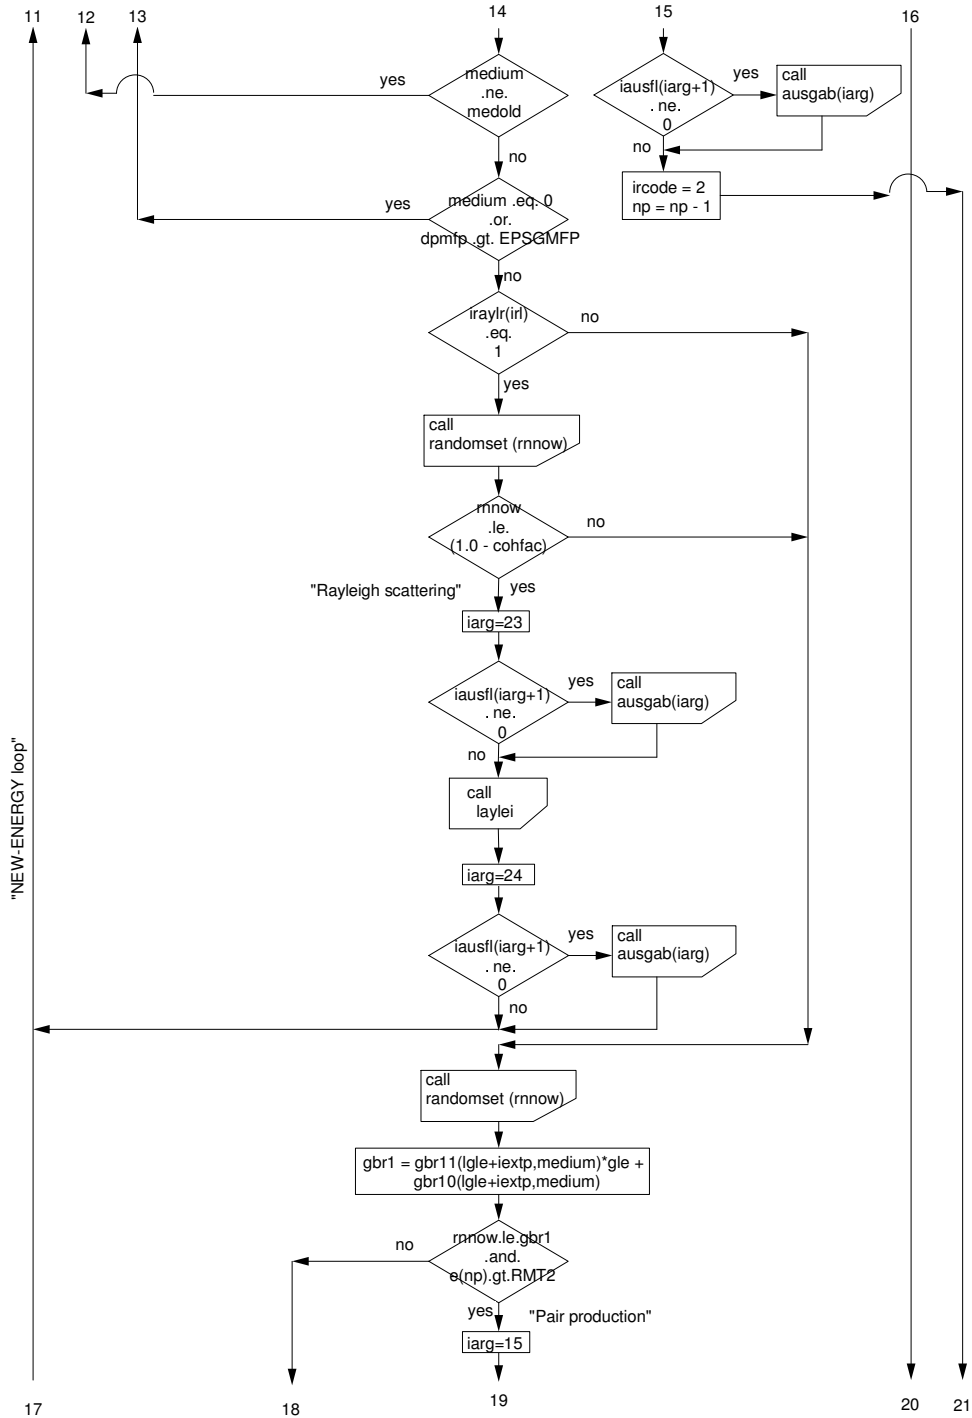 11
12
13
14
15
16
medium
.ne.
medold
yes
no
iausfl(iarg+1)
. ne.
0
yes
call
ausgab(iarg)
no
ircode = 2
np = np - 1
medium .eq. 0
.or.
dpmfp .gt. EPSGMFP
yes
no
iraylr(irl)
.eq.
1
no
yes
call
randomset (rnnow)
rnnow
.le.
(1.0 - cohfac)
no
yes
"Rayleigh scattering"
iarg=23
iausfl(iarg+1)
. ne.
0
yes
call
ausgab(iarg)
no
call
laylei
"NEW-ENERGY loop"
iarg=24
iausfl(iarg+1)
. ne.
0
yes
call
ausgab(iarg)
no
call
randomset (rnnow)
gbr1 = gbr11(lgle+iextp,medium)*gle +
gbr10(lgle+iextp,medium)
rnnow.le.gbr1
.and.
e(np).gt.RMT2
no
yes
"Pair production"
iarg=15
17
18
19
20
21